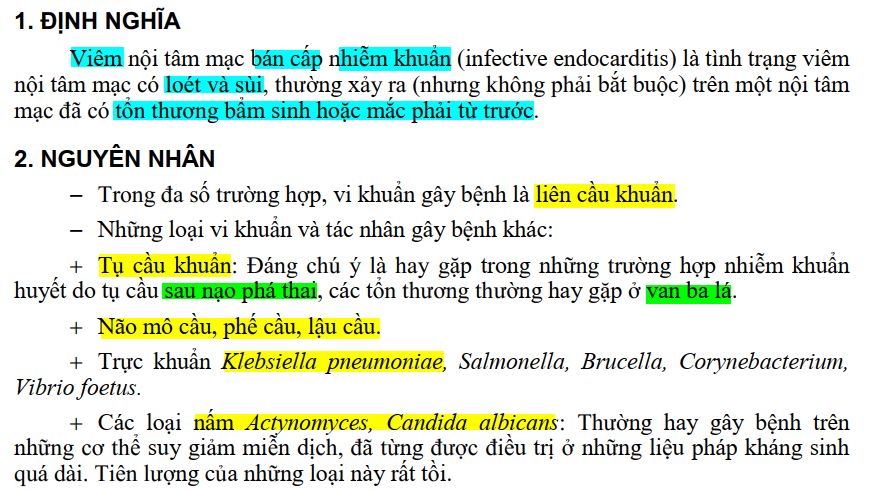 1. ĐỊNH NGHĨA
Viêm nội tâm mạc bán cấp nhiễm khuẩn (infective endocarditis) là tình trạng viêm
nội tâm mạc có loét và sùi, thường xảy ra (nhưng không phải bắt buộc) trên một nội tâm
mạc đã có tổn thương bẩm sinh hoặc mắc phải từ trước.
2. NGUYÊN NHÂN
– Trong đa số trường hợp, vi khuẩn gây bệnh là liên cầu khuẩn.
– Những loại vi khuẩn và tác nhân gây bệnh khác:
+ Tụ cầu khuẩn: Đáng chú ý là hay gặp trong những trường hợp nhiễm khuẩn
huyết do tụ cầu sau nạo phá thai, các tổn thương thường hay gặp ở van ba lá.
+ Não mô cầu, phế cầu, lậu cầu.
+ Trực khuẩn Klebsiella pneumoniae, Salmonella, Brucella, Corynebacterium,
Vibrio foetus.
+ Các loại nấm Actynomyces, Candida albicans: Thường hay gây bệnh trên
những cơ thể suy giảm miễn dịch, đã từng được điều trị ở những liệu pháp kháng sinh
quá dài. Tiên lượng của những loại này rất tồi.